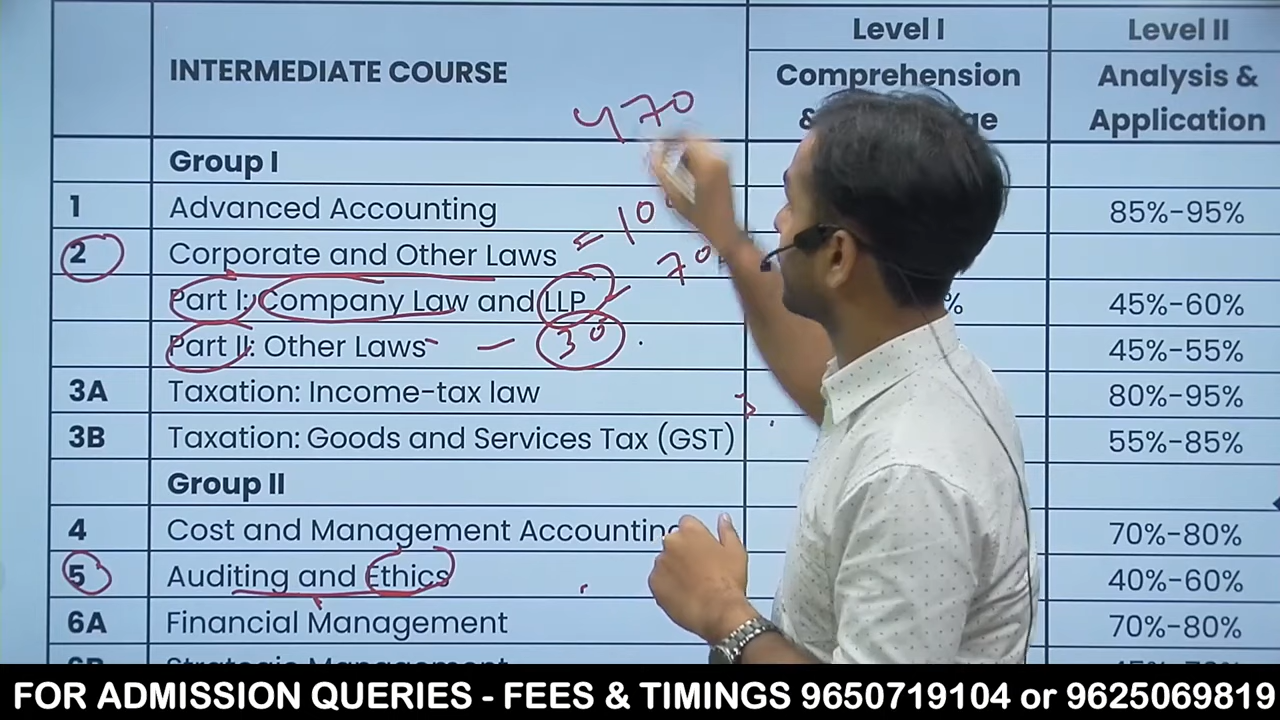 Level I Level II
INTERMEDIATE COURSE Comprehension Analysis &
& Application
470
Group I
1 Advanced Accounting 85%-95%
2 Corporate and Other Laws = 10
Part I: Company Law and LLP 70 % 45%-60%
Part II: Other Laws - 30 45%-55%
3A Taxation: Income-tax law 80%-95%
3B Taxation: Goods and Services Tax (GST) 55%-85%
Group II
4 Cost and Management Accounting 70%-80%
5 Auditing and Ethics 40%-60%
6A Financial Management 70%-80%
FOR ADMISSION QUERIES - FEES & TIMINGS 9650719104 or 9625069819